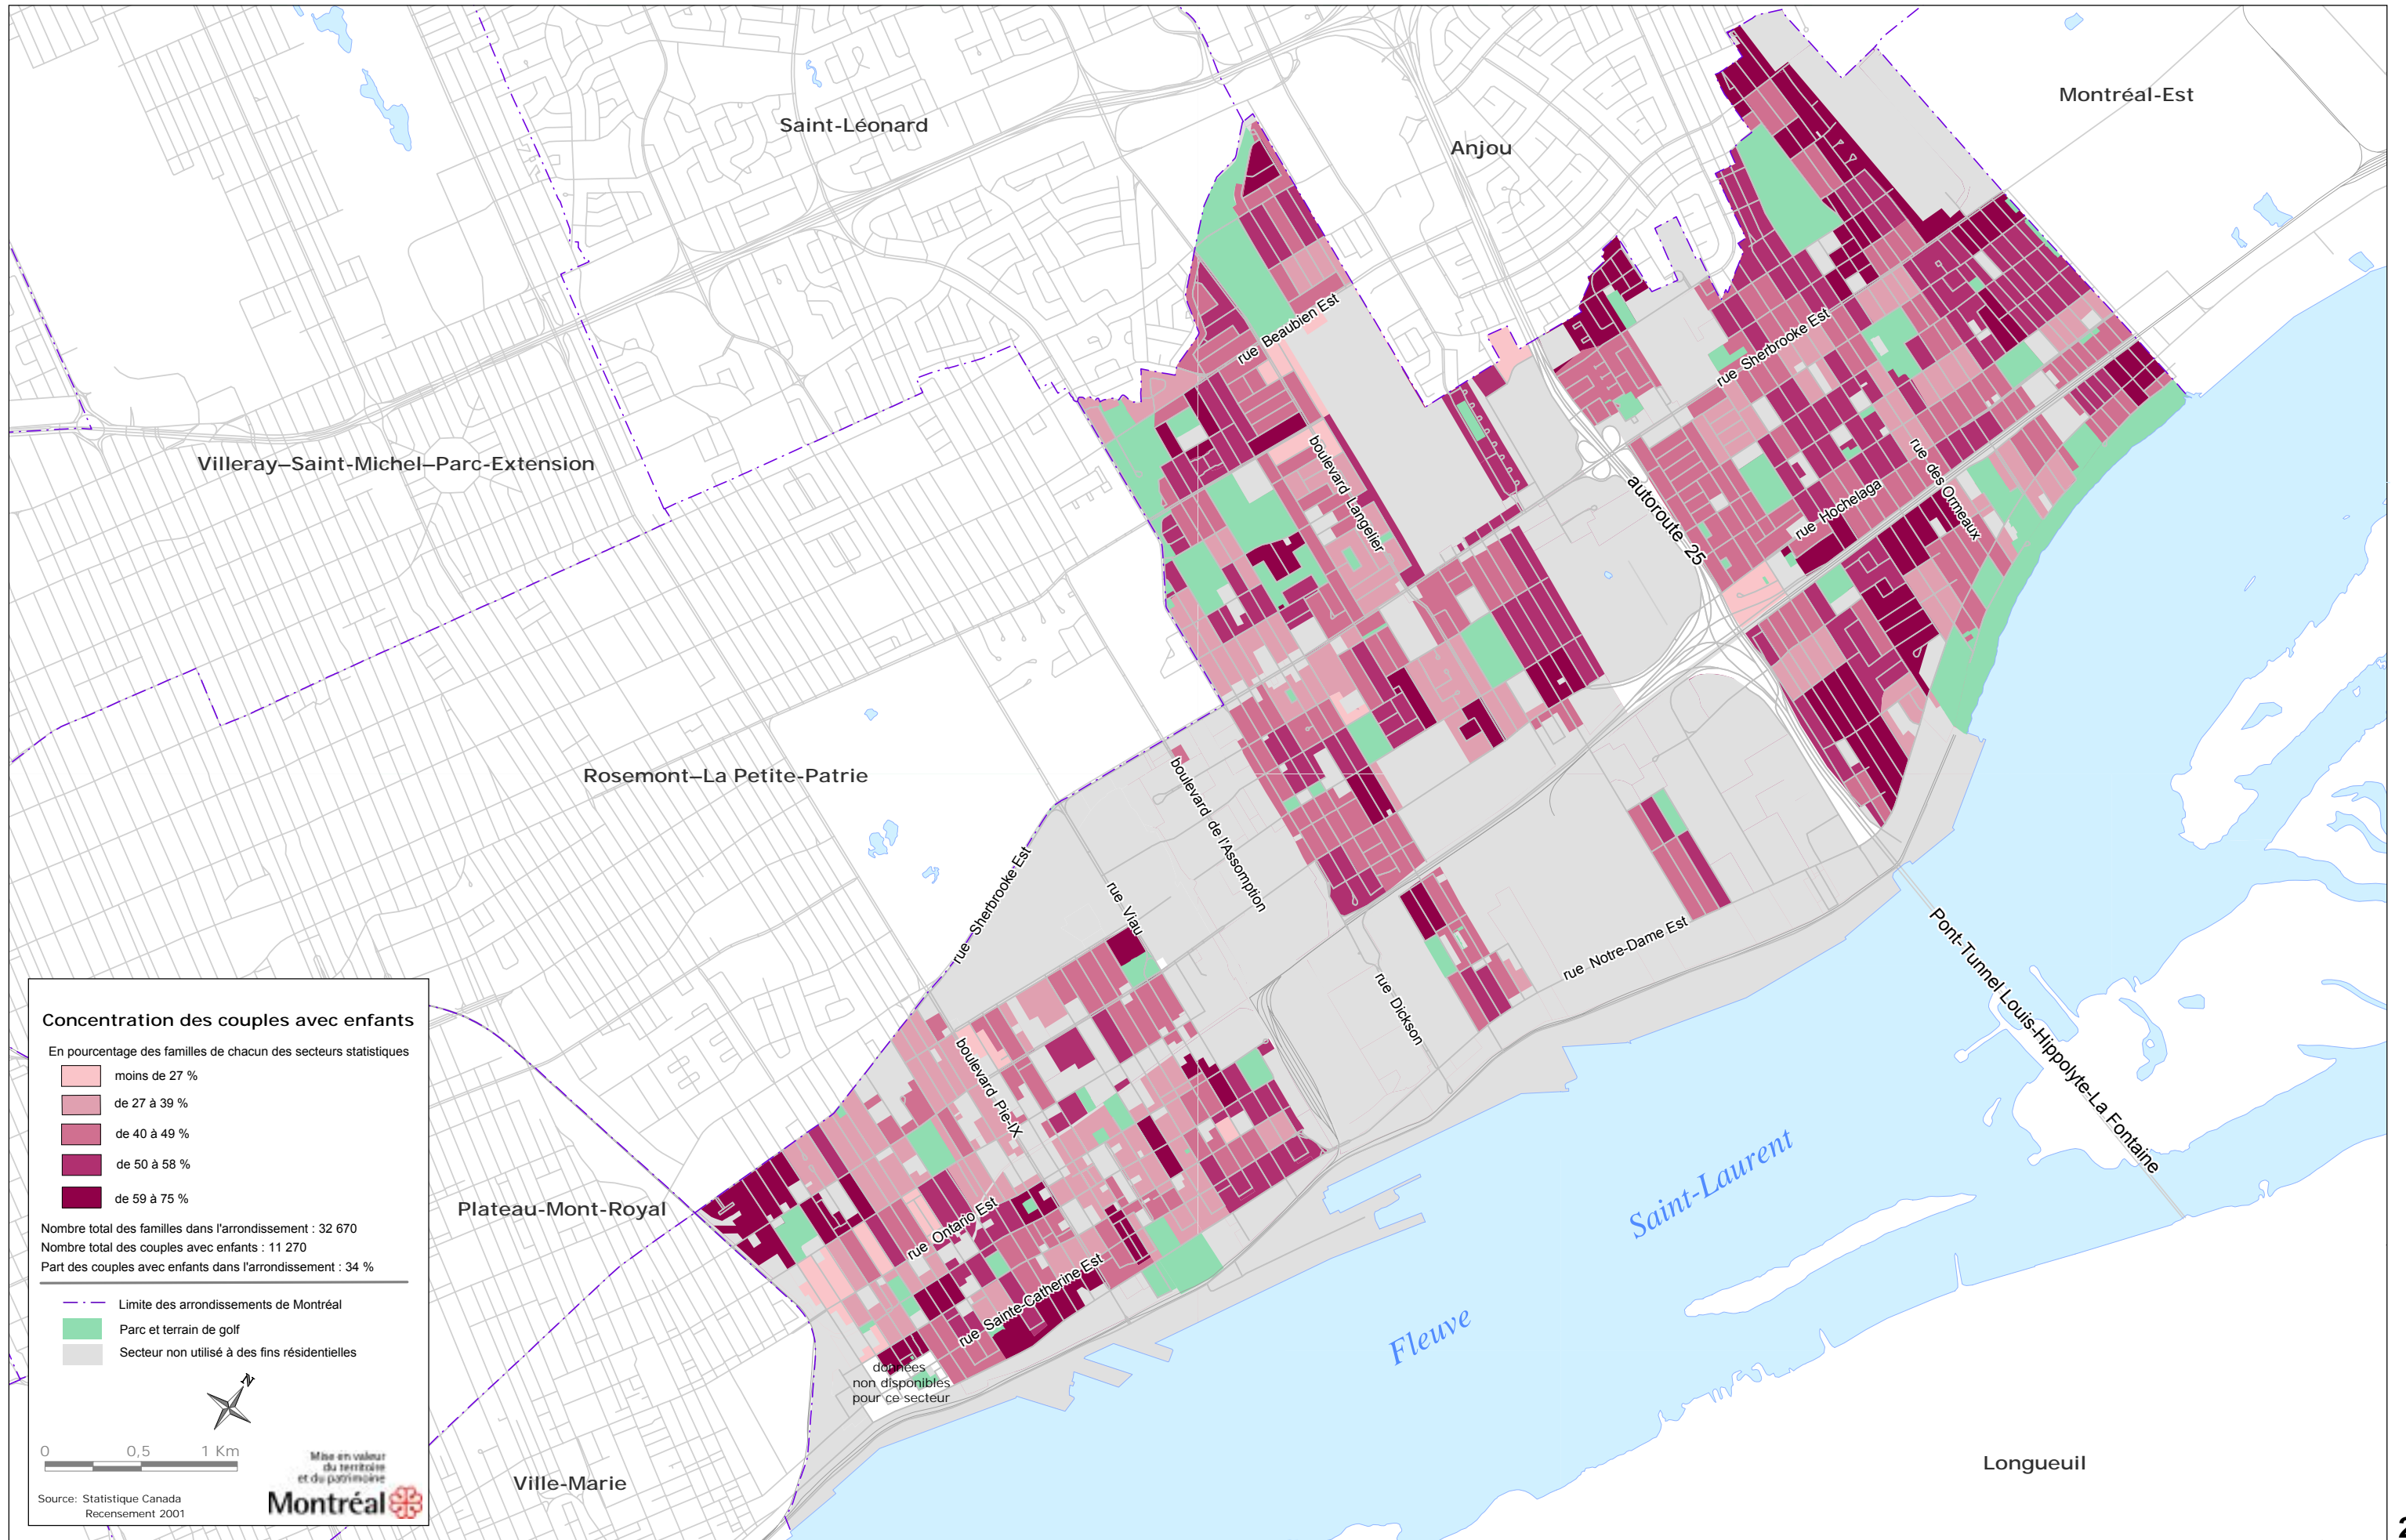 Montréal-Est
Saint-Léonard
Anjou
rue Beaubien Est
rue Sherbrooke Est
Villeray–Saint-Michel–Parc-Extension
boulevard Langelier
rue des Ormeaux
autoroute 25
rue Hochelaga
Rosemont–La Petite-Patrie
boulevard de l'Assomption
rue Sherbrooke Est
rue Viau
rue Notre-Dame Est
rue Dickson
Pont-Tunnel Louis-Hippolyte-La Fontaine
boulevard Pie-IX
Plateau-Mont-Royal
rue Ontario Est
rue Sainte-Catherine Est
Fleuve
Saint-Laurent
données
non disponibles
pour ce secteur
Ville-Marie
Longueuil
Concentration des couples avec enfants
En pourcentage des familles de chacun des secteurs statistiques
moins de 27 %
de 27 à 39 %
de 40 à 49 %
de 50 à 58 %
de 59 à 75 %
Nombre total des familles dans l'arrondissement : 32 670
Nombre total des couples avec enfants : 11 270
Part des couples avec enfants dans l'arrondissement : 34 %
Limite des arrondissements de Montréal
Parc et terrain de golf
Secteur non utilisé à des fins résidentielles
N
0 0,5 1 Km
Mise en valeur
du territoire
et du patrimoine
Montréal
Source: Statistique Canada
Recensement 2001
2